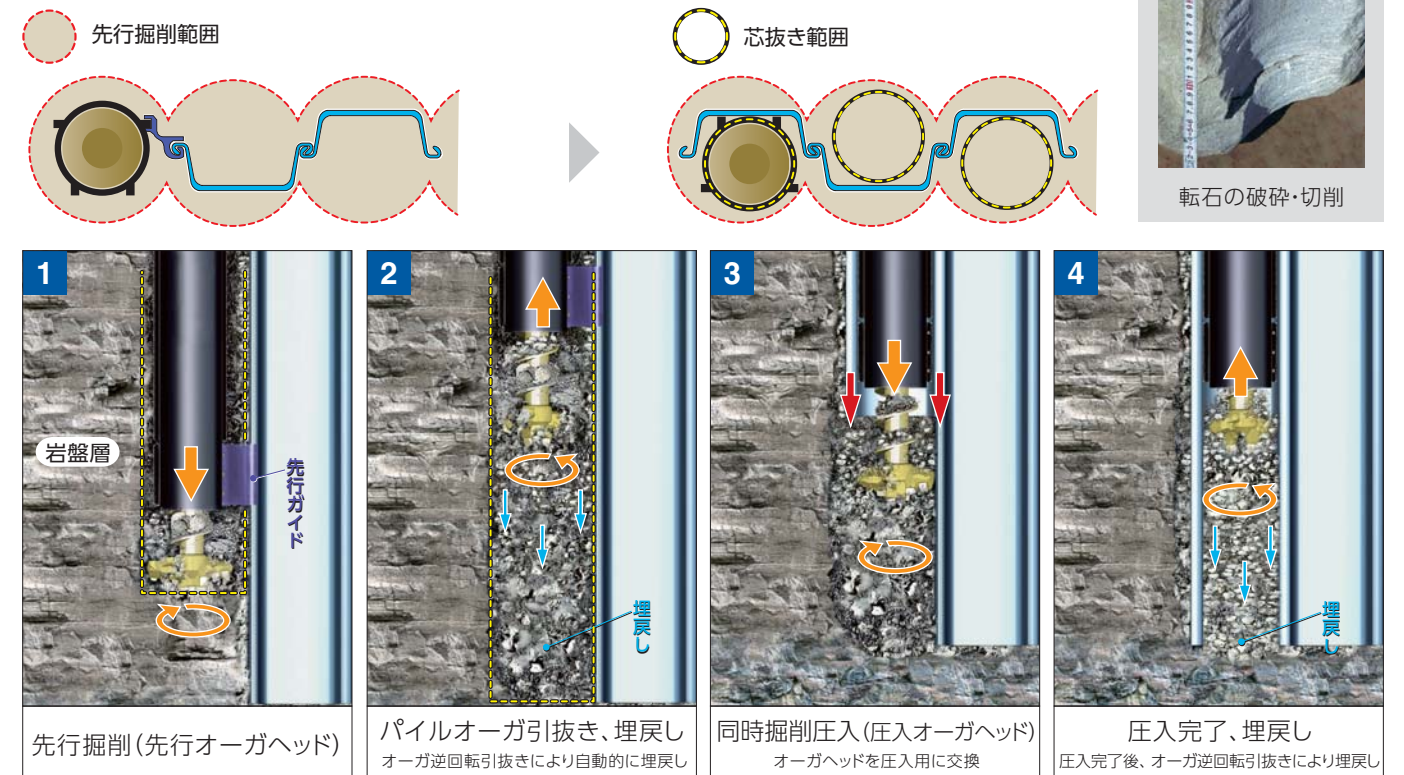 先行掘削範囲
芯抜き範囲
転石の破砕・切削
1
岩盤層
先行ガイド
先行掘削(先行オーガヘッド)
2
埋戻し
パイルオーガ引抜き、埋戻し
オーガ逆回転引抜きにより自動的に埋戻し
3
同時掘削圧入(圧入オーガヘッド)
オーガヘッドを圧入用に交換
4
埋戻し
圧入完了、埋戻し
圧入完了後、オーガ逆回転引抜きにより埋戻し